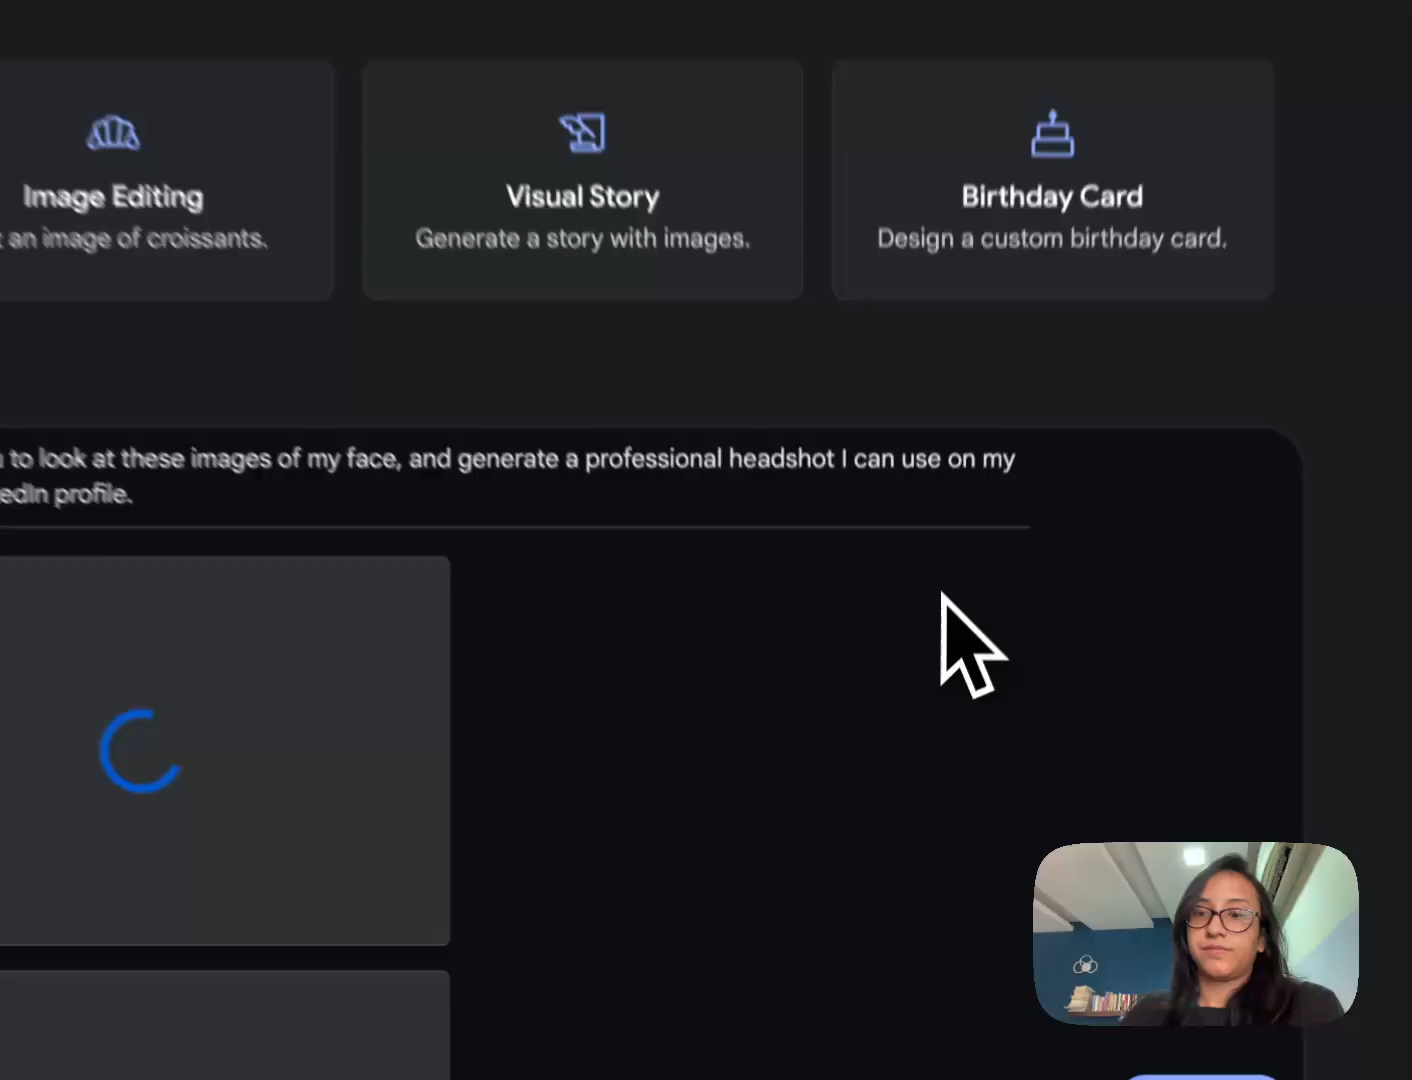 Image Editing
an image of croissants.
Visual Story
Generate a story with images.
Birthday Card
Design a custom birthday card.
to look at these images of my face, and generate a professional headshot I can use on my
edIn profile.